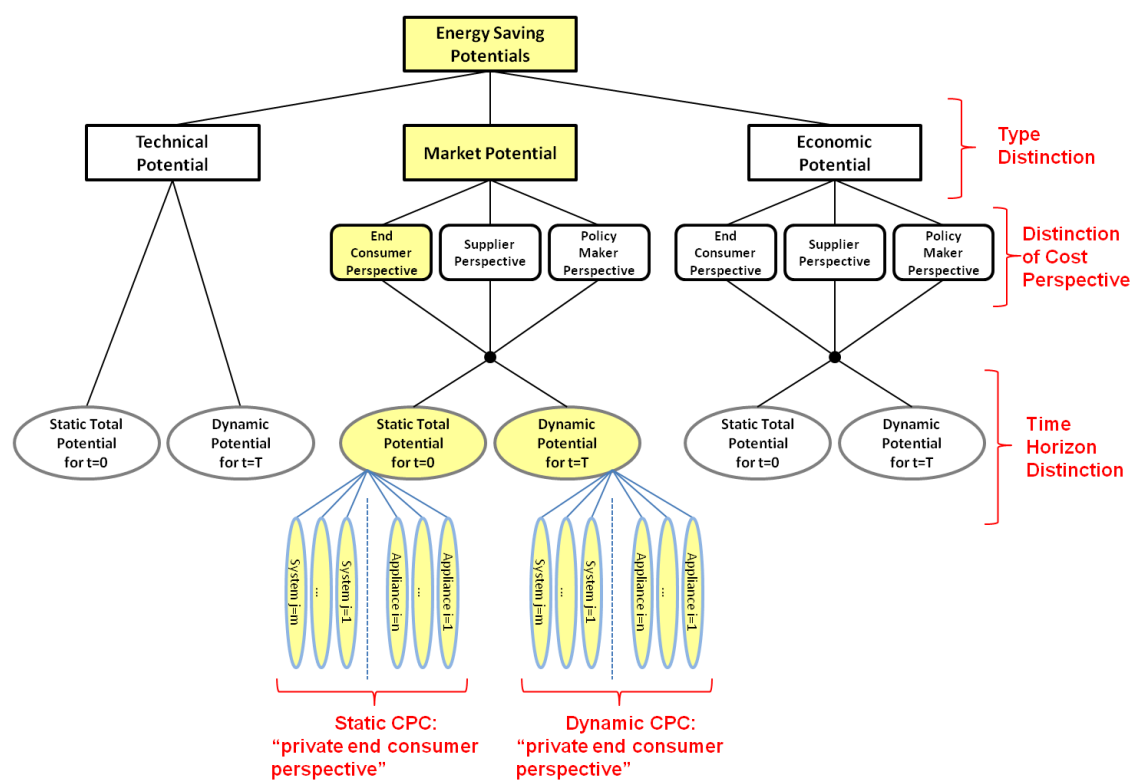 Energy Saving
Potentials
Technical
Potential
Market Potential
Economic
Potential
Type
Distinction
End
Consumer
Perspective
Supplier
Perspective
Policy
Maker
Perspective
End
Consumer
Perspective
Supplier
Perspective
Policy
Maker
Perspective
Distinction
of Cost
Perspective
Static Total
Potential
for t=0
Dynamic
Potential
for t=T
Static Total
Potential
for t=0
Dynamic
Potential
for t=T
Static Total
Potential
for t=0
Dynamic
Potential
for t=T
Time
Horizon
Distinction
System j=m
...
System j=1
Appliance i=n
...
Appliance i=1
System j=m
...
System j=1
Appliance i=n
...
Appliance i=1
Static CPC:
“private end consumer
perspective”
Dynamic CPC:
“private end consumer
perspective”